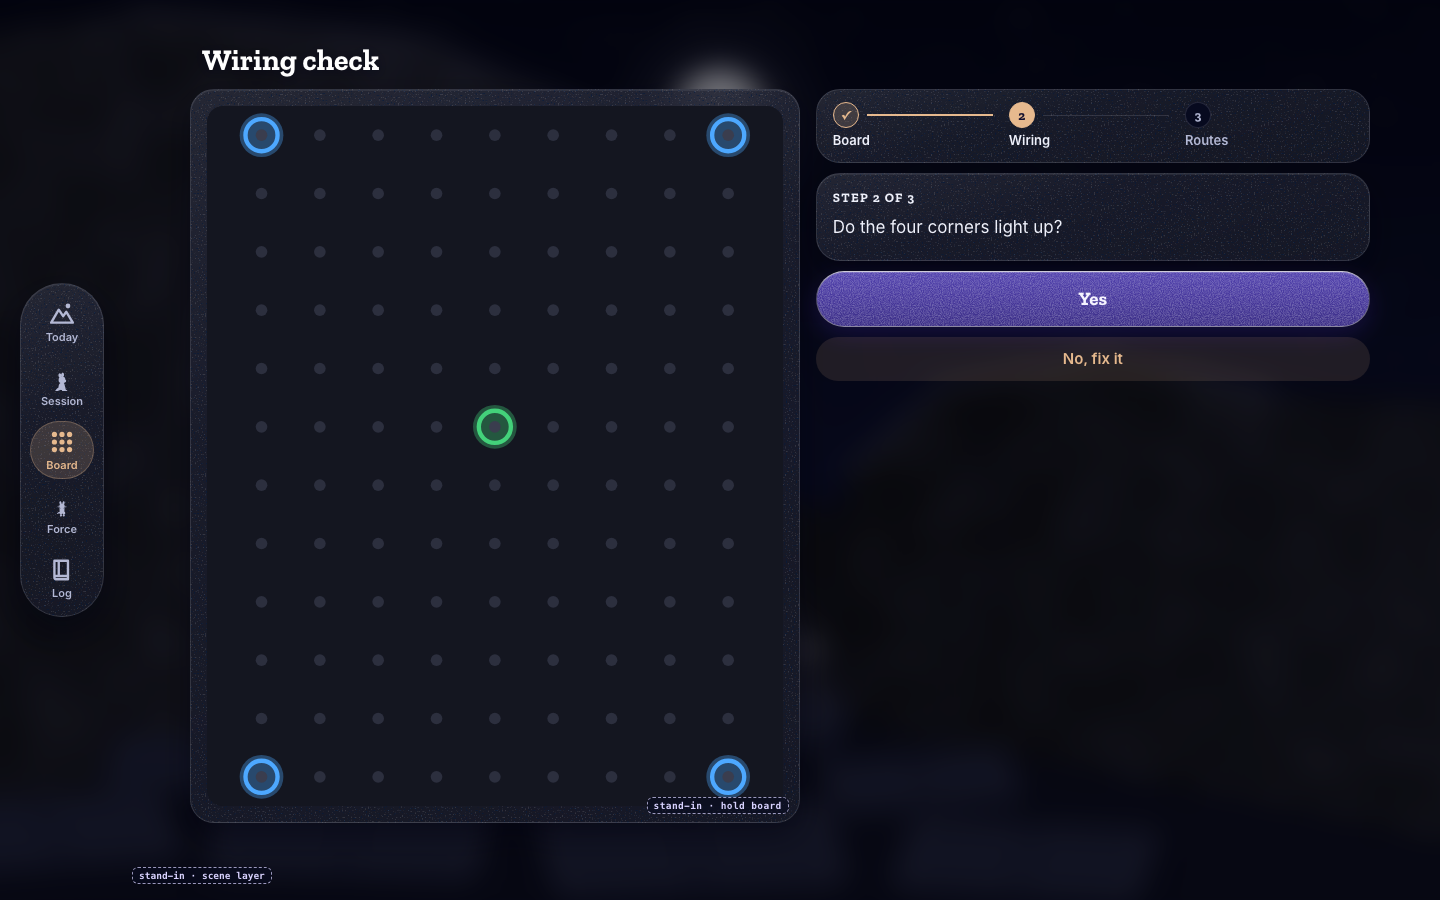 Wiring check
✓
2
3
Board
Wiring
Routes
STEP 2 OF 3
Do the four corners light up?
Yes
No, fix it
Today
Session
Board
Force
Log
stand-in · hold board
stand-in · scene layer